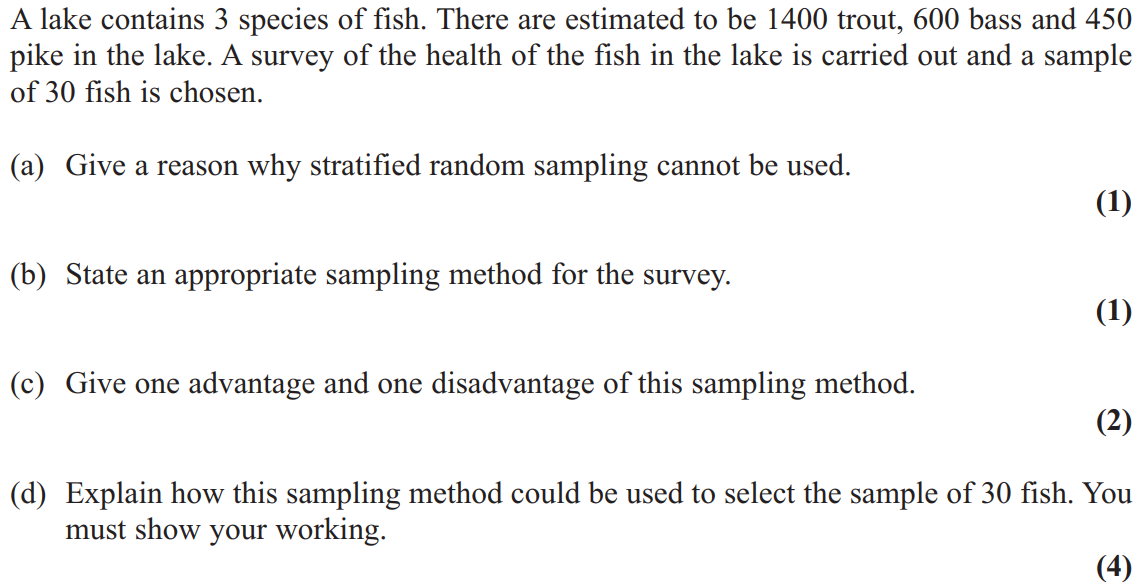 A lake contains 3 species of fish. There are estimated to be 1400 trout, 600 bass and 450
pike in the lake. A survey of the health of the fish in the lake is carried out and a sample
of 30 fish is chosen.
(a) Give a reason why stratified random sampling cannot be used.
(1)
(b) State an appropriate sampling method for the survey.
(1)
(c) Give one advantage and one disadvantage of this sampling method.
(2)
(d) Explain how this sampling method could be used to select the sample of 30 fish. You
must show your working.
(4)